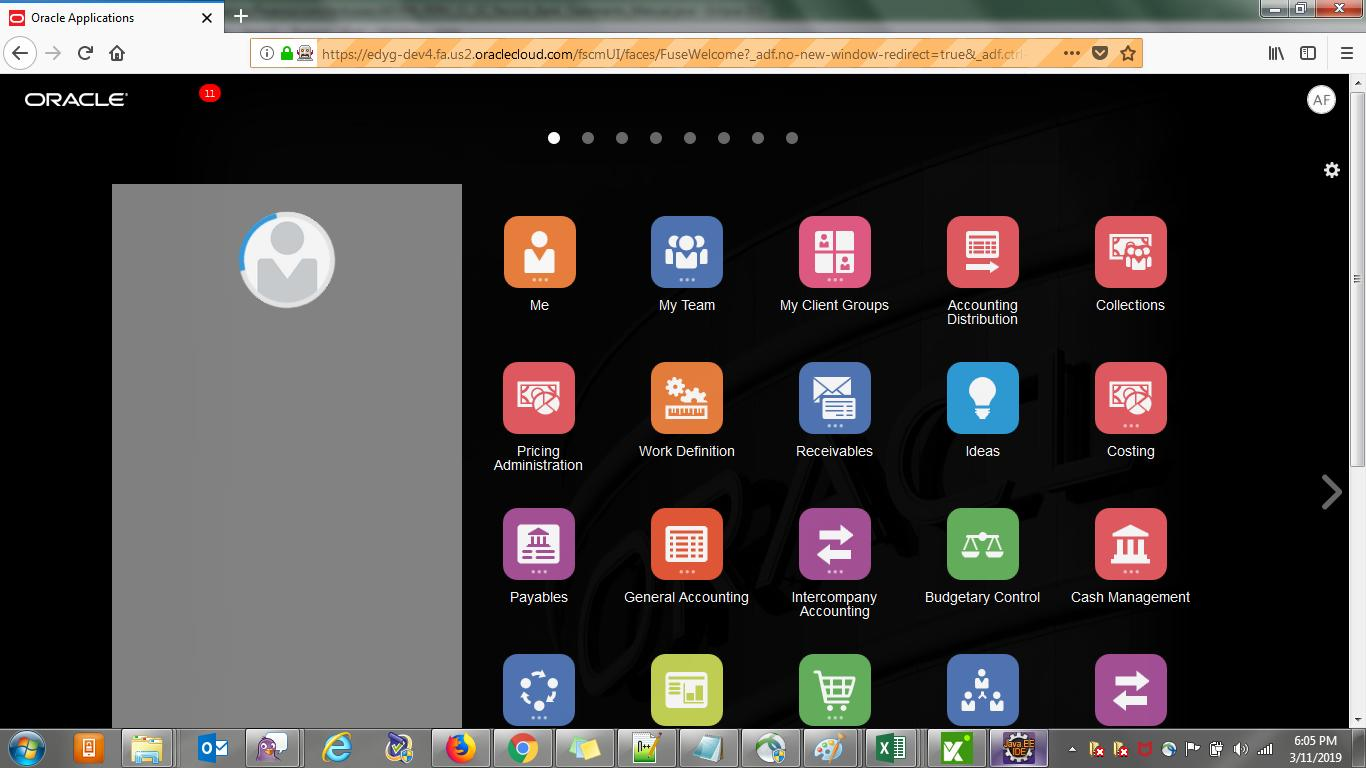 Oracle Applications
https://edyg-dev4.fa.us2.oraclecloud.com/fscmUI/faces/FuseWelcome?_adf.no-new-window-redirect=true&_adf.ctrl-
ORACLE
11
AF
Me
My Team
My Client Groups
Accounting
Distribution
Collections
Pricing
Administration
Work Definition
Receivables
Ideas
Costing
Payables
General Accounting
Intercompany
Accounting
Budgetary Control
Cash Management
6:05 PM
3/11/2019